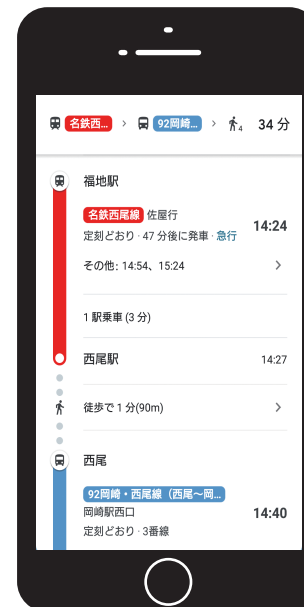 名鉄西... > 92岡崎... > 4 34 分
福地駅
名鉄西尾線 佐屋行
14:24
定刻どおり · 47 分後に発車 · 急行
その他: 14:54、15:24 >
1 駅乗車 (3 分)
西尾駅 14:27
徒歩で 1 分(90m) >
西尾
92岡崎・西尾線（西尾〜岡...
岡崎駅西口 14:40
定刻どおり · 3番線